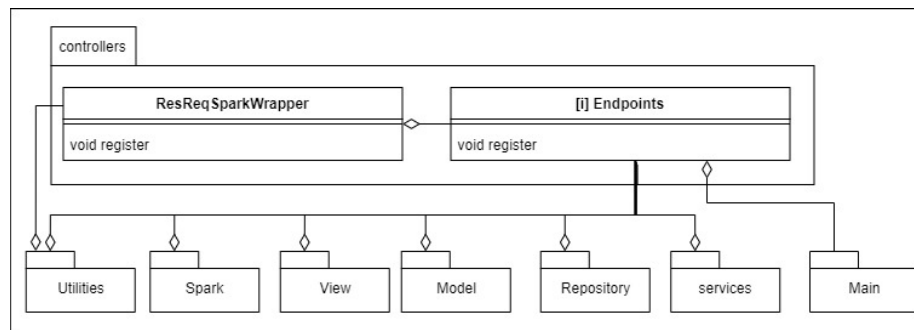 controllers
ResReqSparkWrapper
[i] Endpoints
void register
void register
Utilities
Spark
View
Model
Repository
services
Main